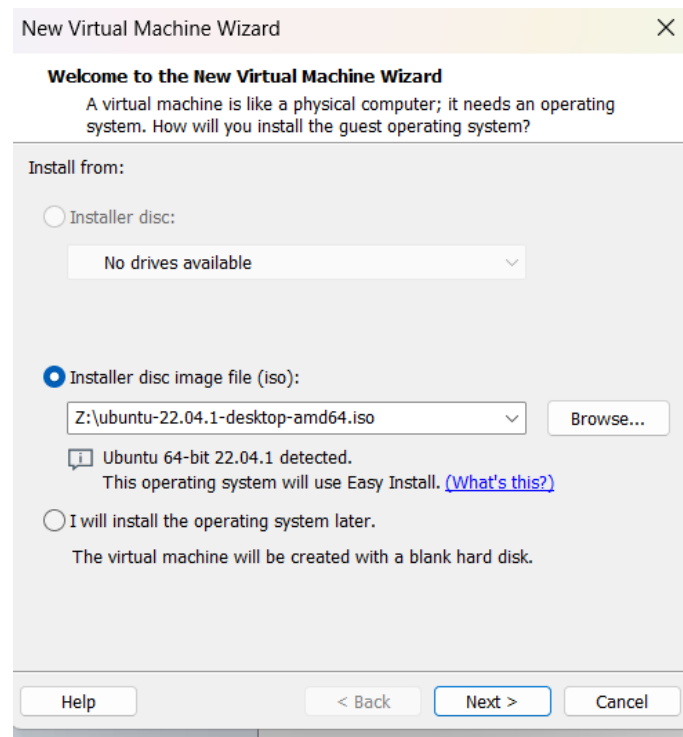 New Virtual Machine Wizard
Welcome to the New Virtual Machine Wizard
A virtual machine is like a physical computer; it needs an operating
system. How will you install the guest operating system?
Install from:
Installer disc:
No drives available
Installer disc image file (iso):
Z:\ubuntu-22.04.1-desktop-amd64.iso
Browse...
Ubuntu 64-bit 22.04.1 detected.
This operating system will use Easy Install. (What's this?)
I will install the operating system later.
The virtual machine will be created with a blank hard disk.
Help
< Back
Next >
Cancel